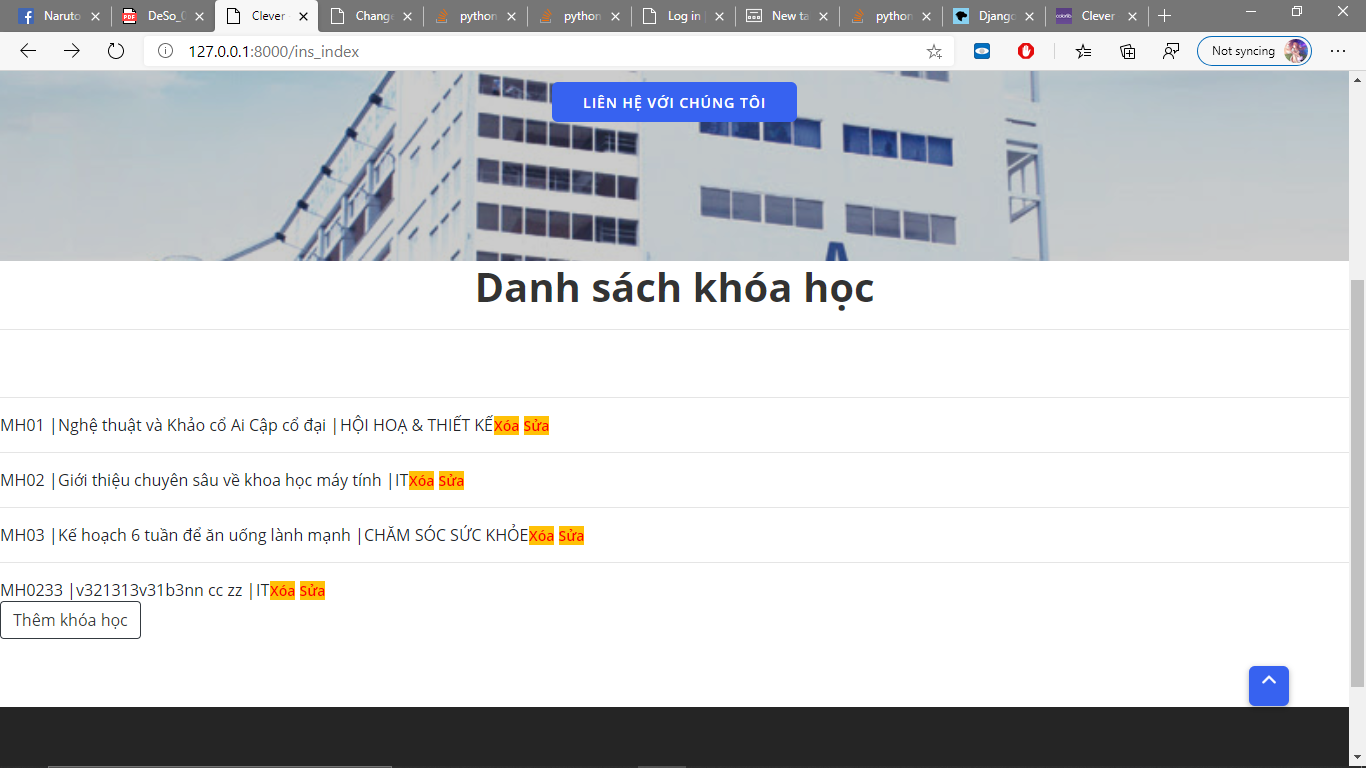 Naruto
DeSo_
Clever
Change
python
python
Log in
New ta
python
Django
Clever
127.0.0.1:8000/ins_index
Not syncing
LIÊN HỆ VỚI CHÚNG TÔI
A
Danh sách khóa học
MH01 |Nghệ thuật và Khảo cổ Ai Cập cổ đại |HỘI HOẠ & THIẾT KẾXóa Sửa
MH02 |Giới thiệu chuyên sâu về khoa học máy tính |ITXóa Sửa
MH03 |Kế hoạch 6 tuần để ăn uống lành mạnh |CHĂM SÓC SỨC KHỎEXóa Sửa
MH0233 |v321313v31b3nn cc zz |ITXóa Sửa
Thêm khóa học